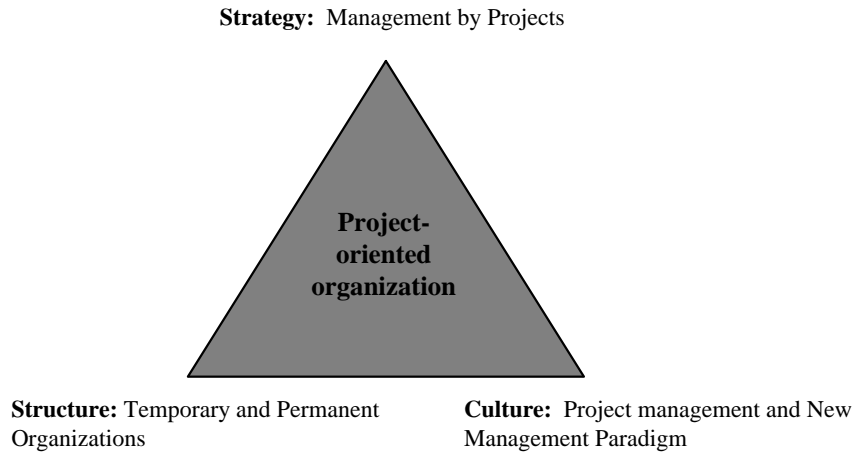 Strategy: Management by Projects
Project-
oriented
organization
Structure: Temporary and Permanent
Organizations
Culture: Project management and New
Management Paradigm